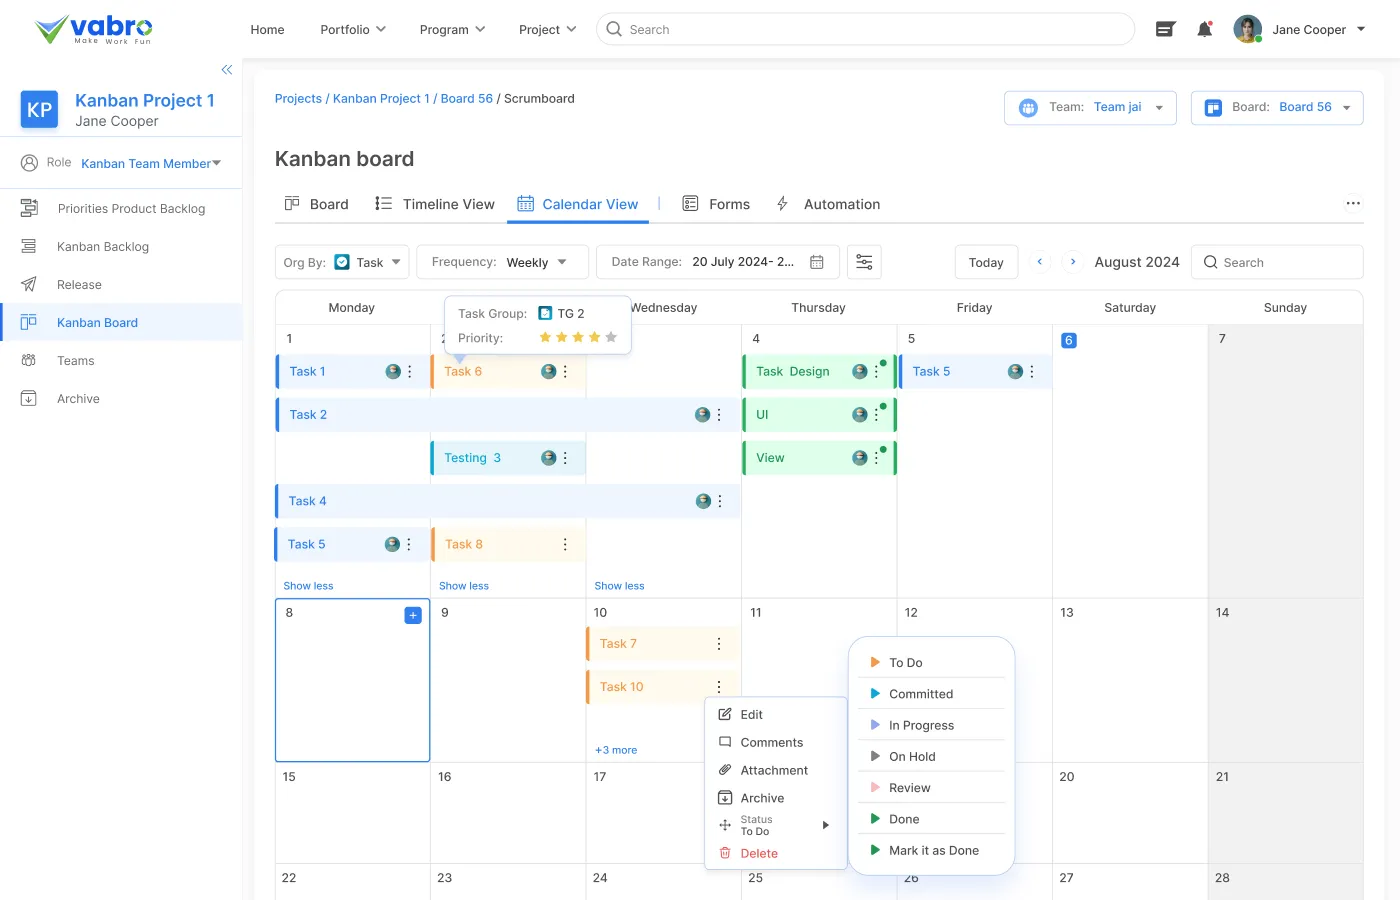 vabro
Make Work Fun
Home
Portfolio
Program
Project
Search
Jane Cooper
KP
Kanban Project 1
Jane Cooper
Role
Kanban Team Member
Priorities Product Backlog
Kanban Backlog
Release
Kanban Board
Teams
Archive
Projects / Kanban Project 1 / Board 56 / Scrumboard
Team: Team jai
Board: Board 56
Kanban board
Board
Timeline View
Calendar View
Forms
Automation
Org By: Task
Frequency: Weekly
Date Range: 20 July 2024- 2...
Today
August 2024
Search
Monday
Wednesday
Thursday
Friday
Saturday
Sunday
Task Group: TG 2
Priority:
1
4
5
6
7
Task 1
Task 6
Task Design
Task 5
Task 2
UI
Testing 3
View
Task 4
Task 5
Task 8
Show less
Show less
Show less
8
9
10
11
12
13
14
+
Task 7
Task 10
+3 more
Edit
Comments
Attachment
Archive
Status
To Do
Delete
To Do
Committed
In Progress
On Hold
Review
Done
Mark it as Done
15
16
17
20
21
22
23
24
25
26
27
28